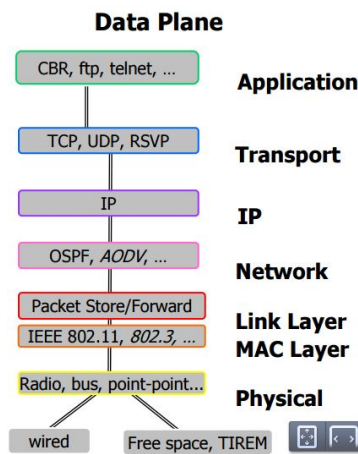 Data Plane
CBR, ftp, telnet, ...
Application
TCP, UDP, RSVP
Transport
IP
IP
OSPF, AODV, ...
Network
Packet Store/Forward
Link Layer
IEEE 802.11, 802.3, ...
MAC Layer
Radio, bus, point-point...
Physical
wired
Free space, TIREM